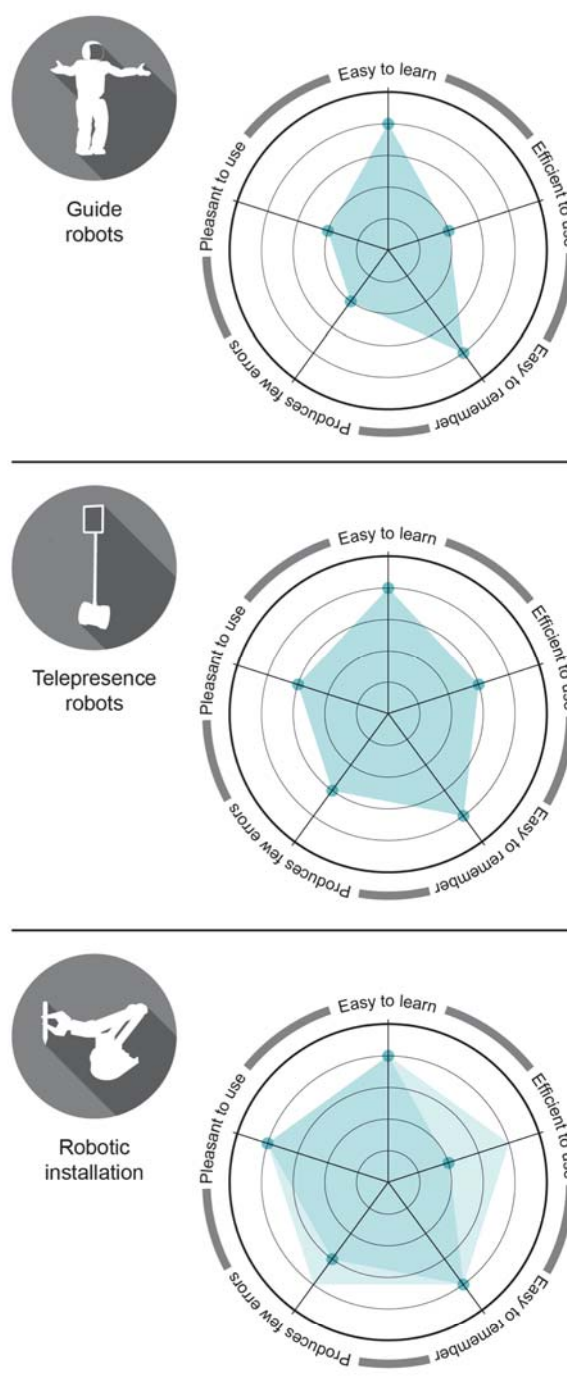 Easy to learn
Efficient to use
Easy to remember
Produces few errors
Pleasant to use
Guide
robots
Easy to learn
Efficient to use
Easy to remember
Produces few errors
Pleasant to use
Telepresence
robots
Easy to learn
Efficient to use
Easy to remember
Produces few errors
Pleasant to use
Robotic
installation